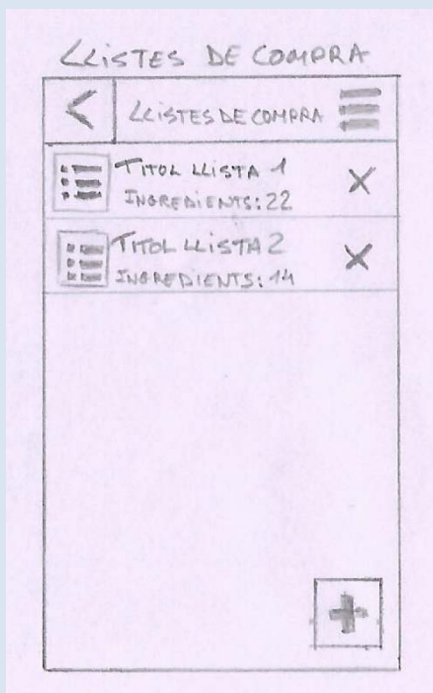 LLISTES DE COMPRA
LLISTES DE COMPRA
TITOL LLISTA 1
INGREDIENTS: 22
TITOL LLISTA 2
INGREDIENTS: 14